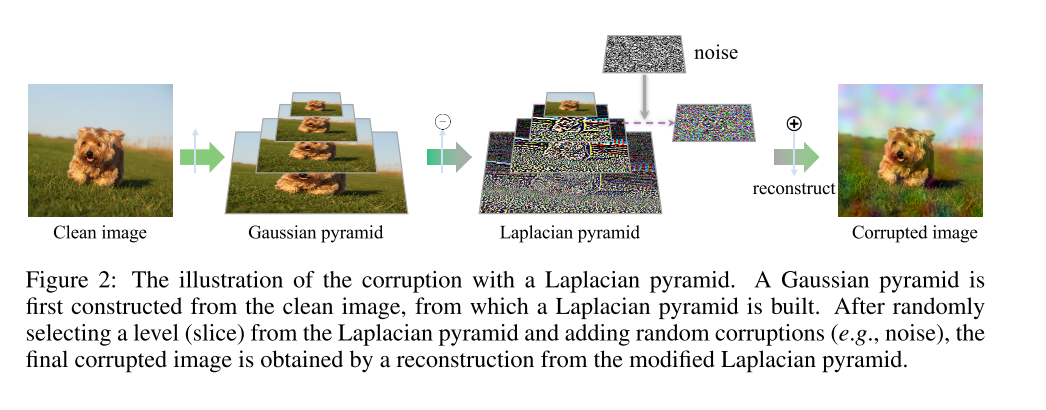 noise
⊖
⊕
reconstruct
Clean image
Gaussian pyramid
Laplacian pyramid
Corrupted image
Figure 2: The illustration of the corruption with a Laplacian pyramid. A Gaussian pyramid is
first constructed from the clean image, from which a Laplacian pyramid is built. After randomly
selecting a level (slice) from the Laplacian pyramid and adding random corruptions (e.g., noise), the
final corrupted image is obtained by a reconstruction from the modified Laplacian pyramid.